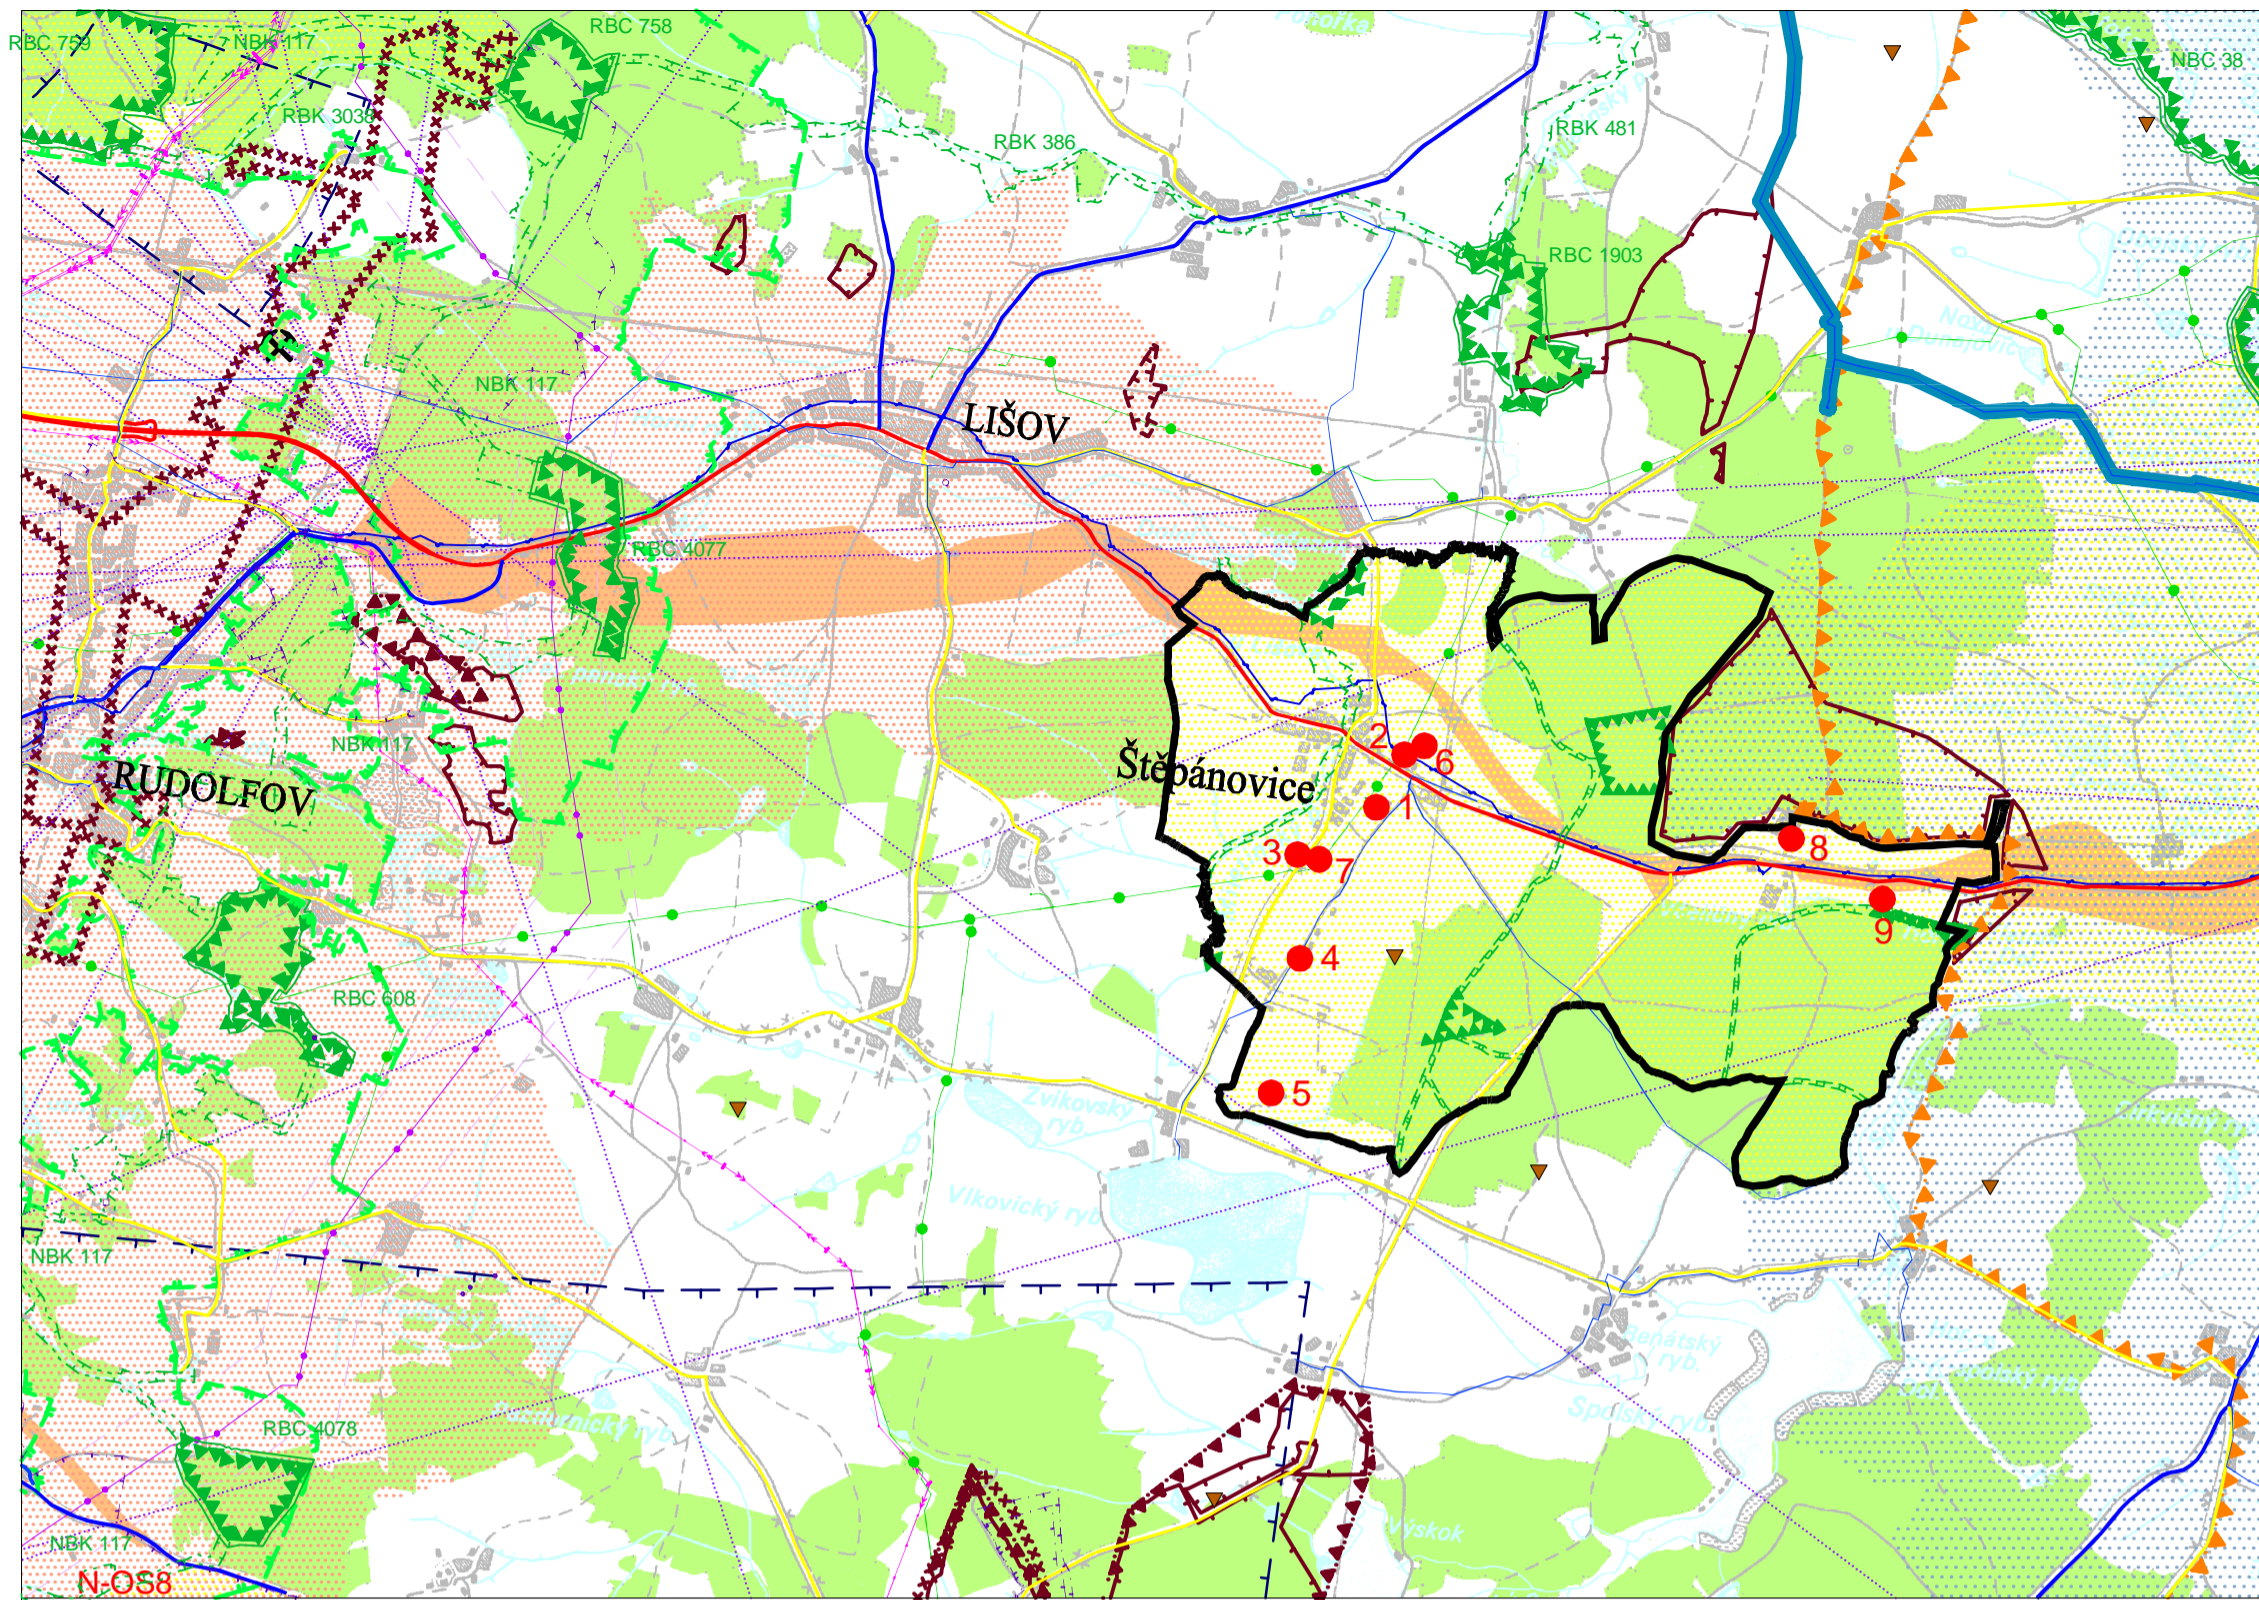 RBC 759
NBK 117
RBC 758
NBC 38
RBK 3038
RBK 386
RBK 481
RBC 1903
NBK 117
LIŠOV
RBC 4077
NBK 117
RUDOLFOV
Štěpánovice
2
6
1
3
7
8
9
4
5
RBC 608
Zvíkovský
ryb.
Vlkovický ryb.
NBK 117
Spolský ryb.
RBC 4078
Výskok
NBK 117
N-OS8